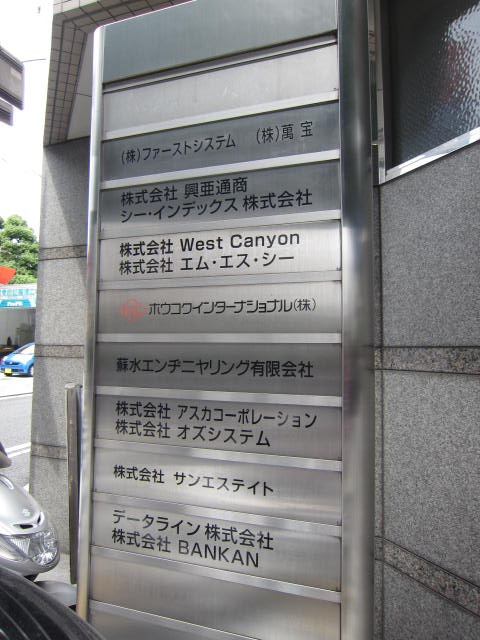 (株)ファーストシステム (株)萬宝
株式会社 興亜通商
シー・インデックス 株式会社
株式会社 West Canyon
株式会社 エム・エス・シー
ホウコクインターナショナル(株)
蘇水エンヂニヤリング有限会社
株式会社 アスカコーポレーション
株式会社 オズシステム
株式会社 サンエステイト
データライン 株式会社
株式会社 BANKAN